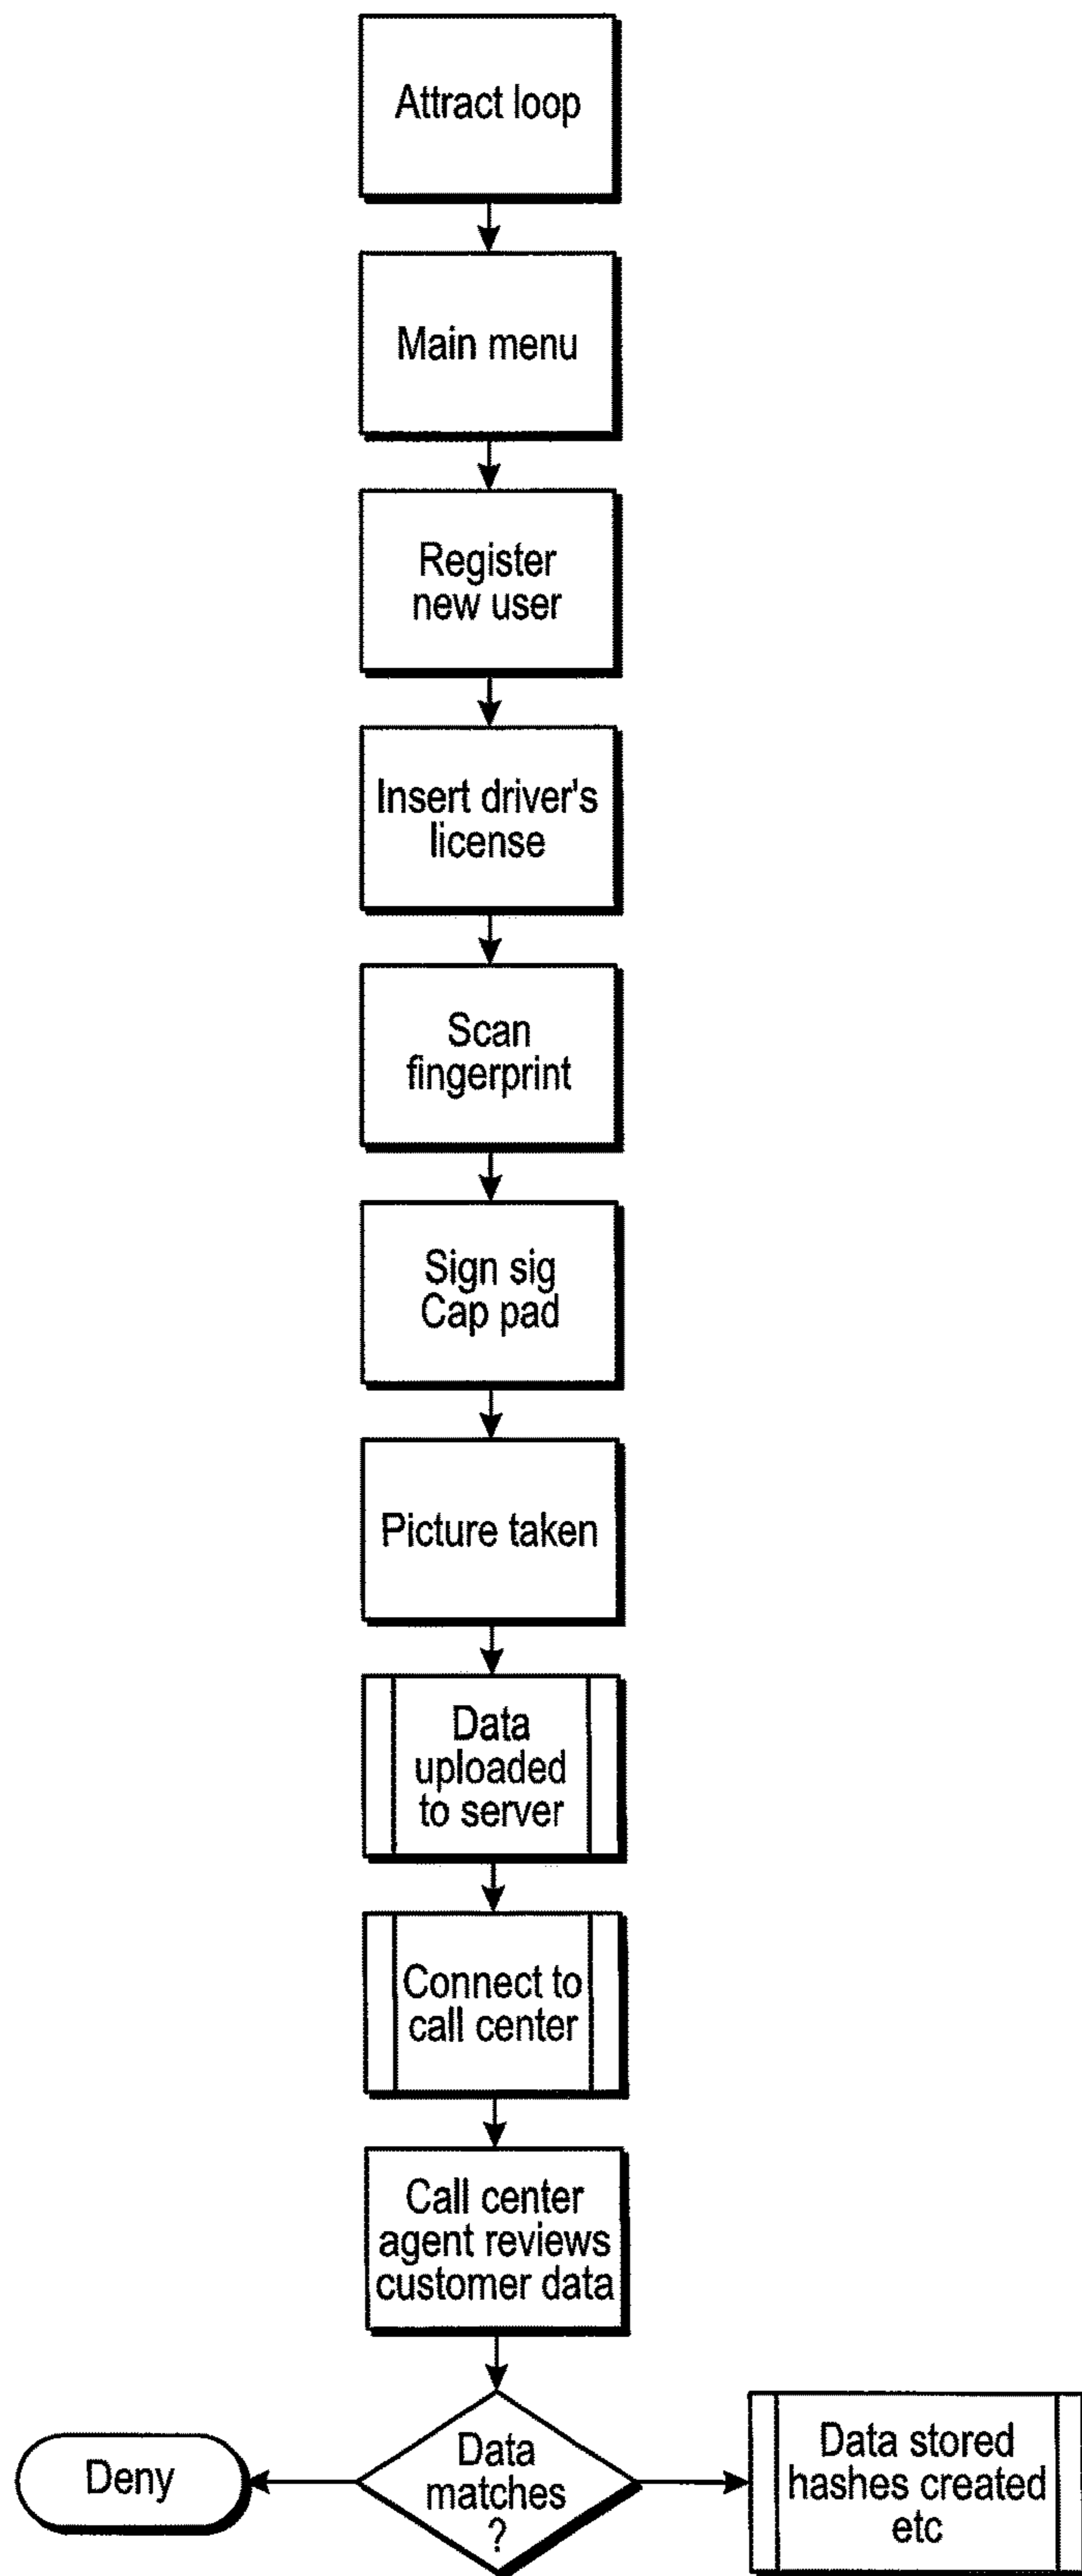 Attract loop
Main menu
Register
new user
Insert driver's
license
Scan
fingerprint
Sign sig
Cap pad
Picture taken
Data
uploaded
to server
Connect to
call center
Call center
agent reviews
customer data
Deny
Data
matches
?
Data stored
hashes created
etc